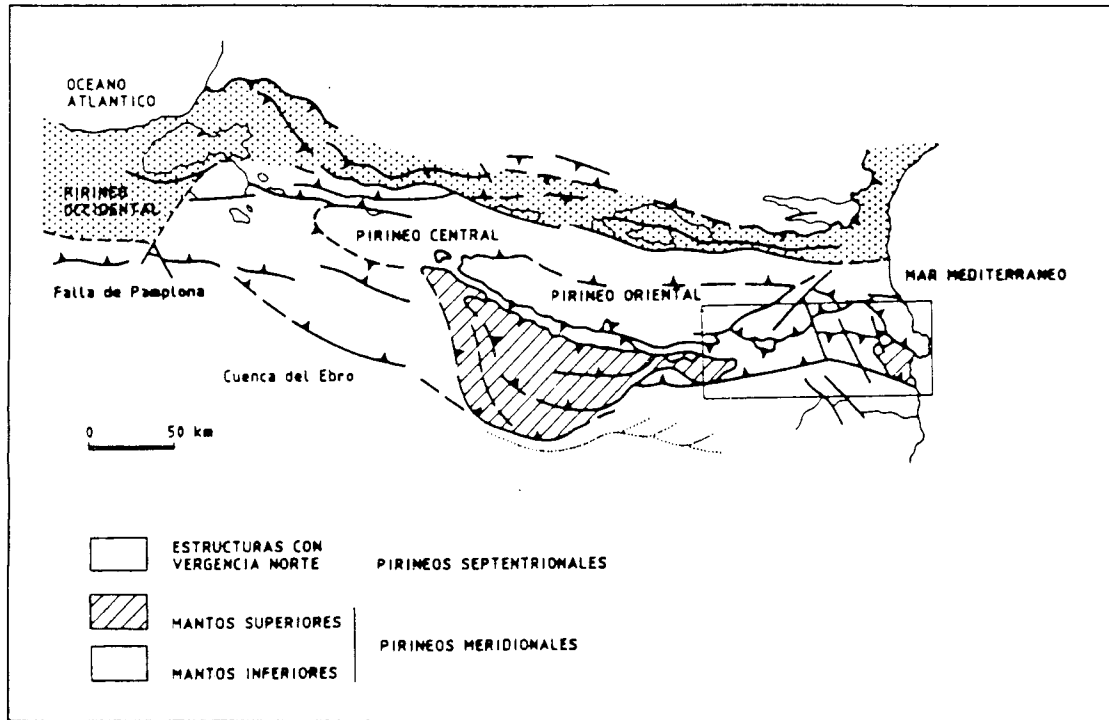 OCEANO
ATLANTICO
PIRINEO
OCCIDENTAL
PIRINEO CENTRAL
PIRINEO ORIENTAL
MAR MEDITERRANEO
Falla de Pamplona
Cuenca del Ebro
0 50 km
ESTRUCTURAS CON
VERGENCIA NORTE
PIRINEOS SEPTENTRIONALES
MANTOS SUPERIORES
PIRINEOS MERIDIONALES
MANTOS INFERIORES